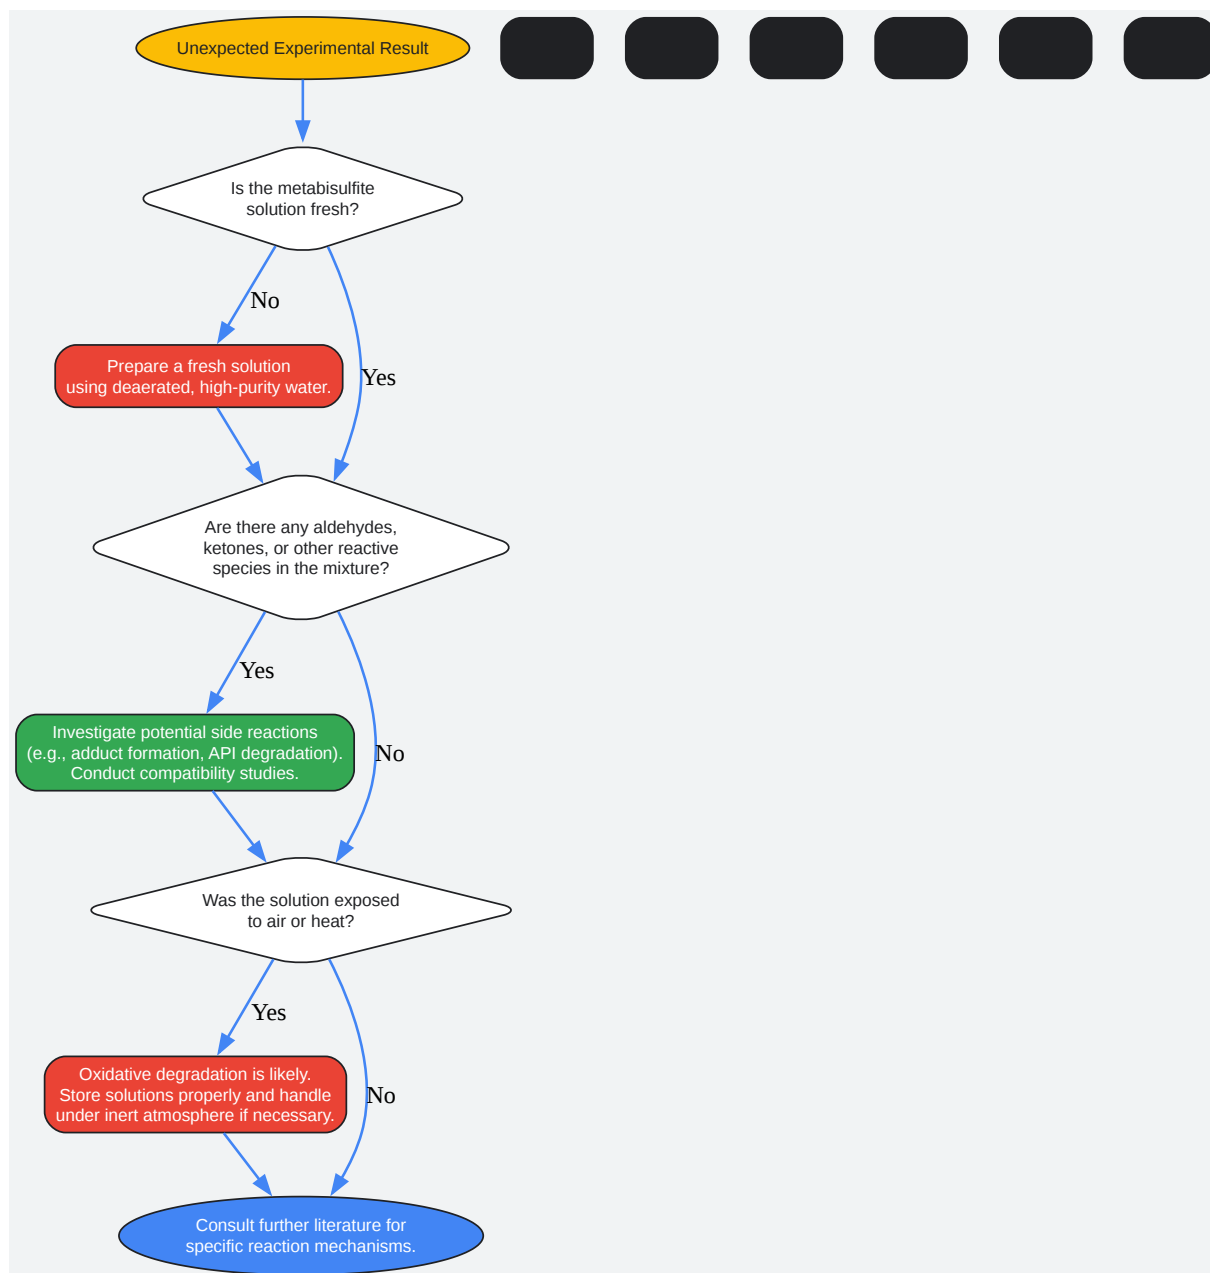 Unexpected Experimental Result
Is the metabisulfite
solution fresh?
No
Prepare a fresh solution
using deaerated, high-purity water.
Yes
Are there any aldehydes,
ketones, or other reactive
species in the mixture?
Yes
Investigate potential side reactions
(e.g., adduct formation, API degradation).
Conduct compatibility studies.
No
Was the solution exposed
to air or heat?
Yes
Oxidative degradation is likely.
Store solutions properly and handle
under inert atmosphere if necessary.
No
Consult further literature for
specific reaction mechanisms.